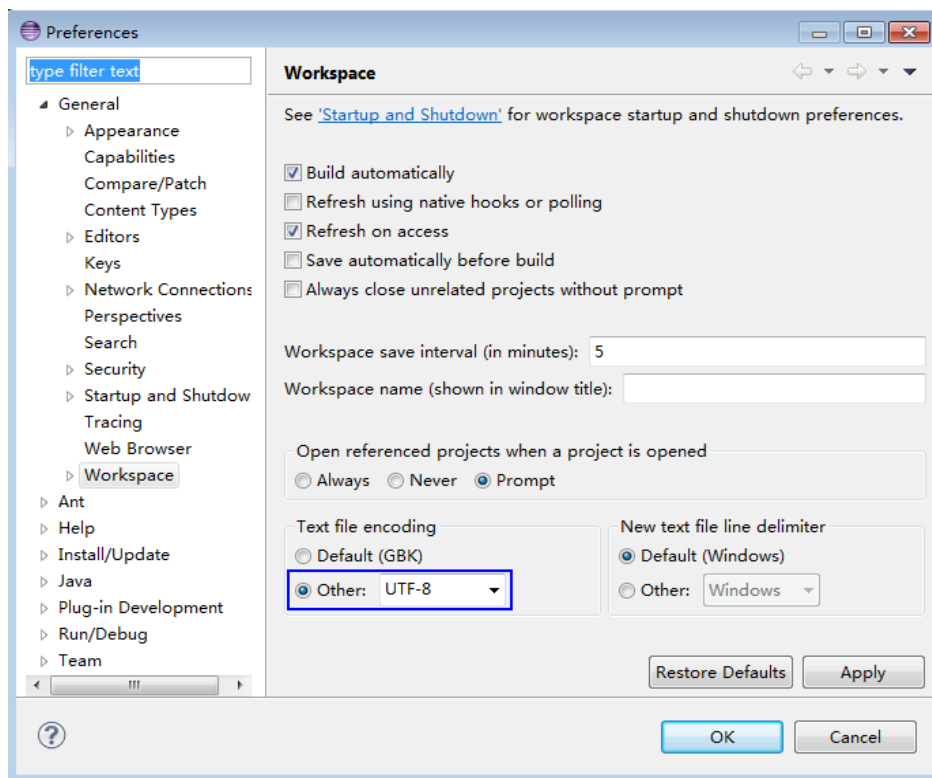 Preferences
type filter text
General
Appearance
Capabilities
Compare/Patch
Content Types
Editors
Keys
Network Connections
Perspectives
Search
Security
Startup and Shutdow
Tracing
Web Browser
Workspace
Ant
Help
Install/Update
Java
Plug-in Development
Run/Debug
Team
Workspace
See 'Startup and Shutdown' for workspace startup and shutdown preferences.
Build automatically
Refresh using native hooks or polling
Refresh on access
Save automatically before build
Always close unrelated projects without prompt
Workspace save interval (in minutes): 5
Workspace name (shown in window title):
Open referenced projects when a project is opened
Always Never Prompt
Text file encoding
Default (GBK)
Other: UTF-8
New text file line delimiter
Default (Windows)
Other: Windows
Restore Defaults Apply
? OK Cancel